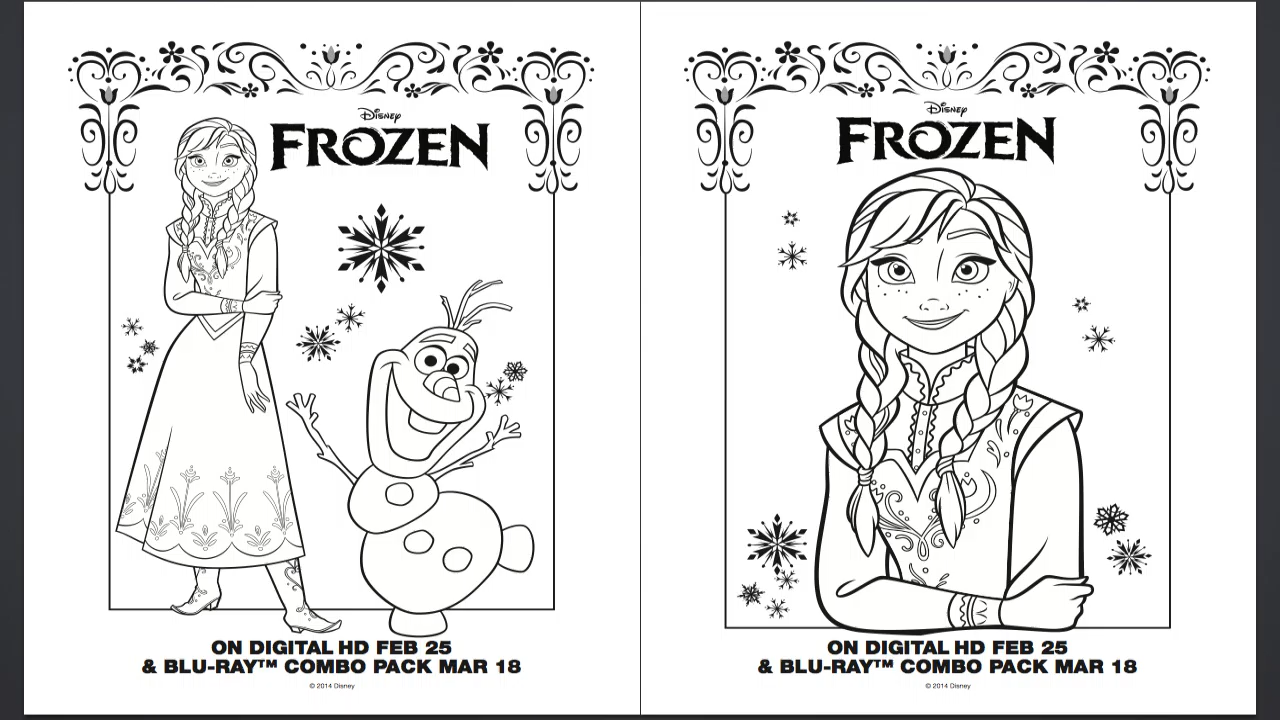 Disney
FROZEN
ON DIGITAL HD FEB 25
& BLU-RAY™ COMBO PACK MAR 18
© 2014 Disney
Disney
FROZEN
ON DIGITAL HD FEB 25
& BLU-RAY™ COMBO PACK MAR 18
© 2014 Disney